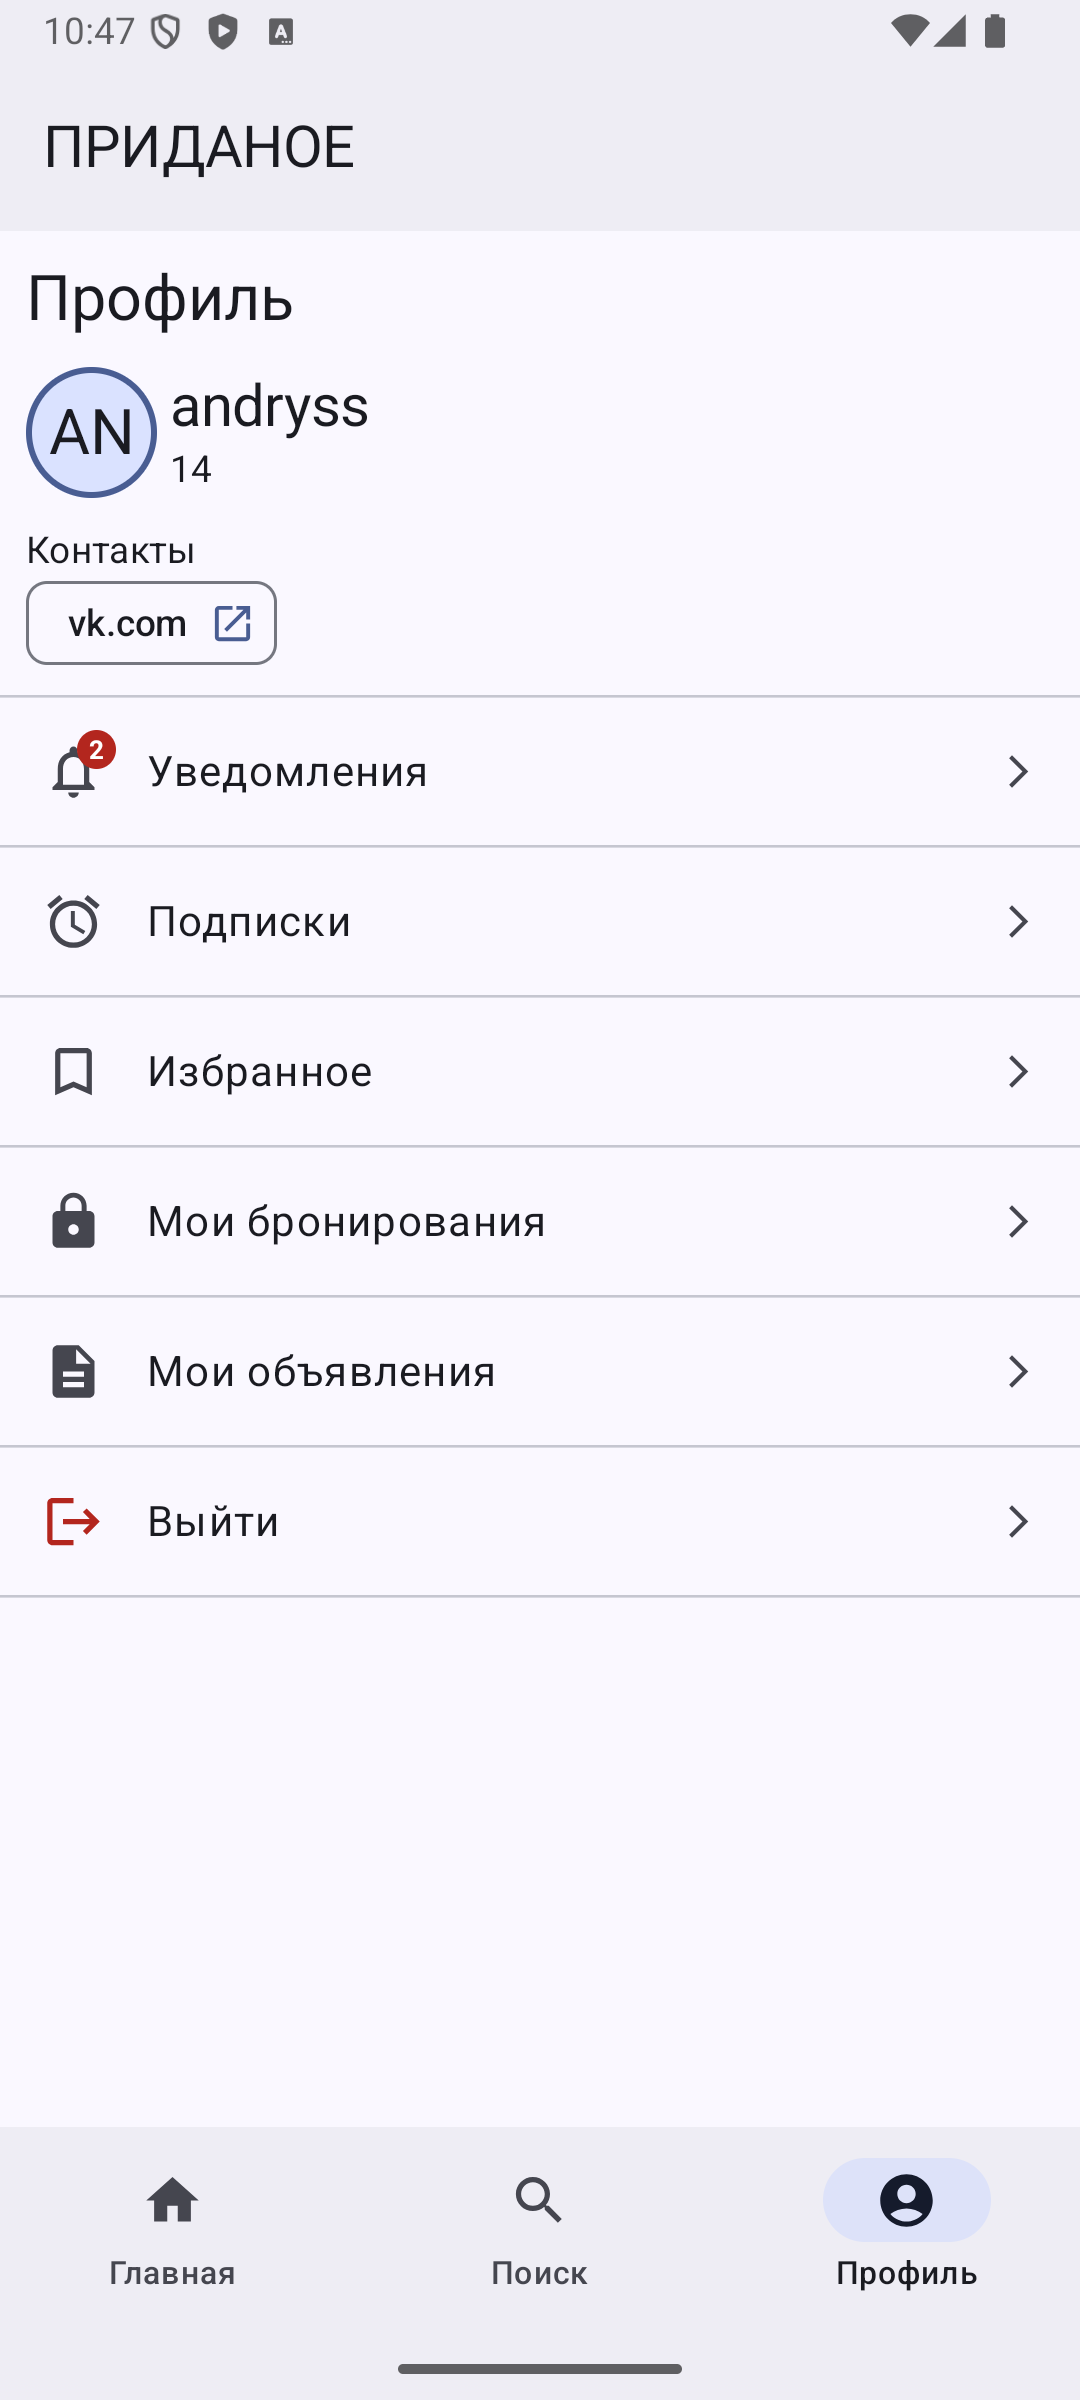 10:47
ПРИДАНОЕ
Профиль
AN
andryss
14
Контакты
vk.com
2
Уведомления
Подписки
Избранное
Мои бронирования
Мои объявления
Выйти
Главная
Поиск
Профиль